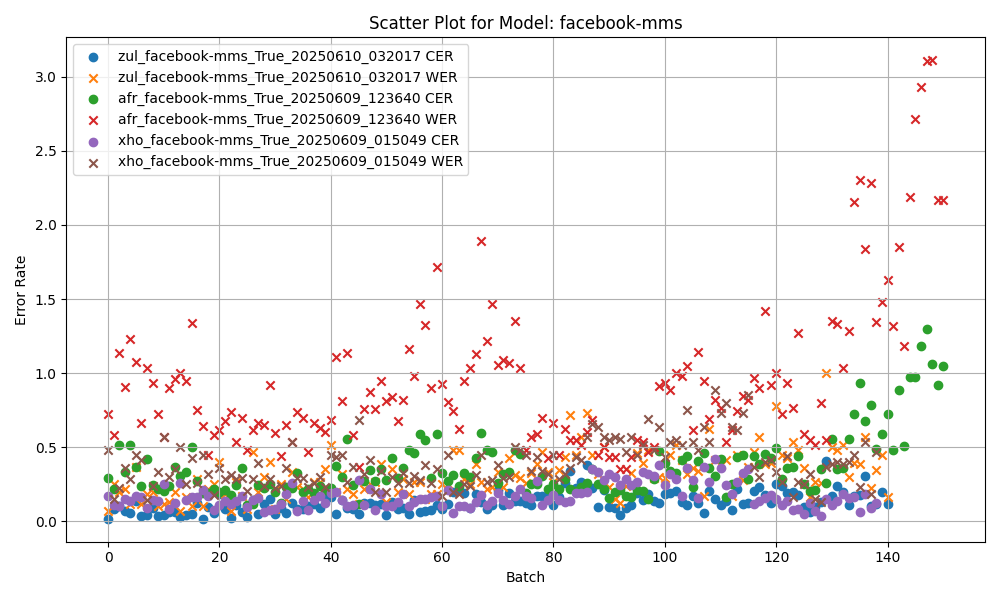 Scatter Plot for Model: facebook-mms
zul_facebook-mms_True_20250610_032017 CER
zul_facebook-mms_True_20250610_032017 WER
afr_facebook-mms_True_20250609_123640 CER
afr_facebook-mms_True_20250609_123640 WER
xho_facebook-mms_True_20250609_015049 CER
xho_facebook-mms_True_20250609_015049 WER
Error Rate
3.0
2.5
2.0
1.5
1.0
0.5
0.0
0 20 40 60 80 100 120 140
Batch